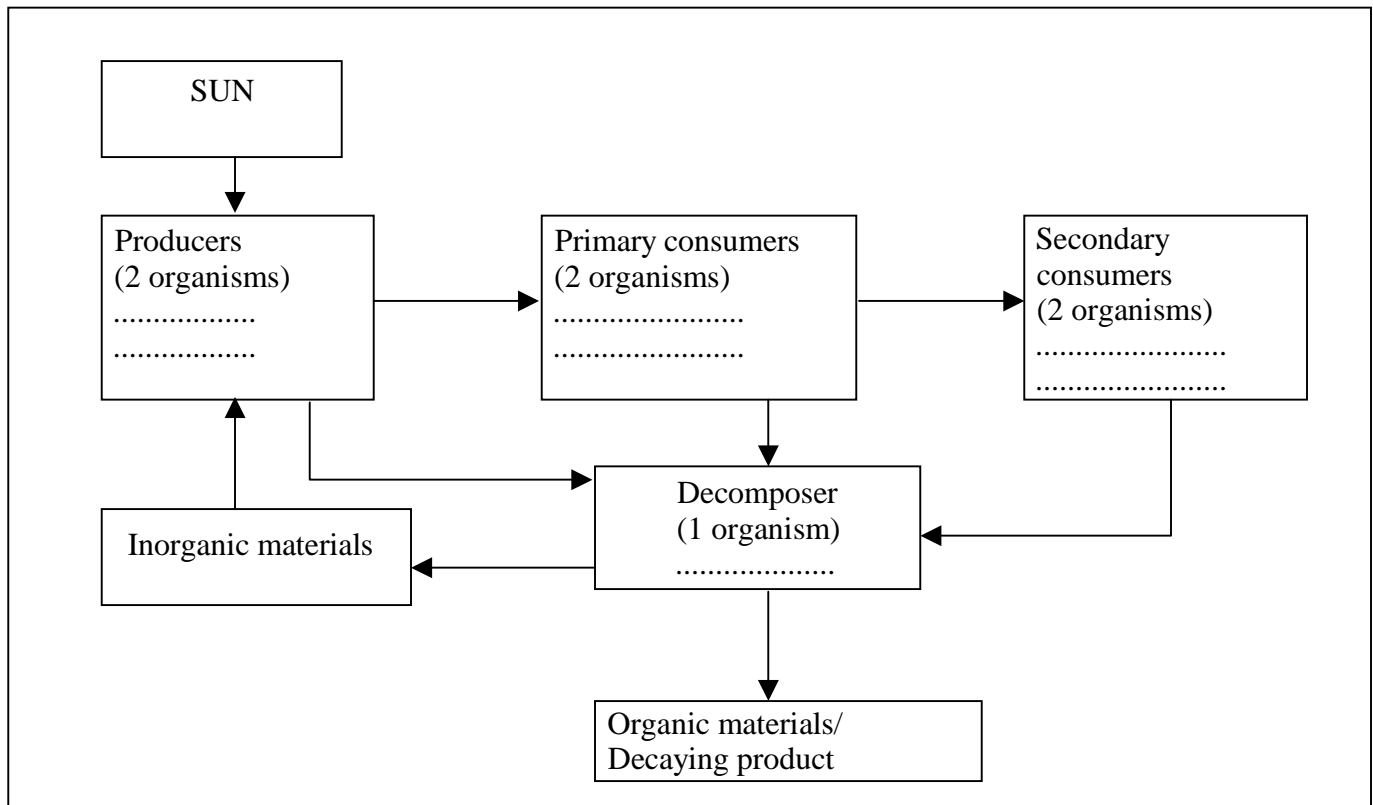 SUN
Producers
(2 organisms)
..................
..................
Primary consumers
(2 organisms)
........................
........................
Secondary
consumers
(2 organisms)
........................
........................
Decomposer
(1 organism)
....................
Inorganic materials
Organic materials/
Decaying product